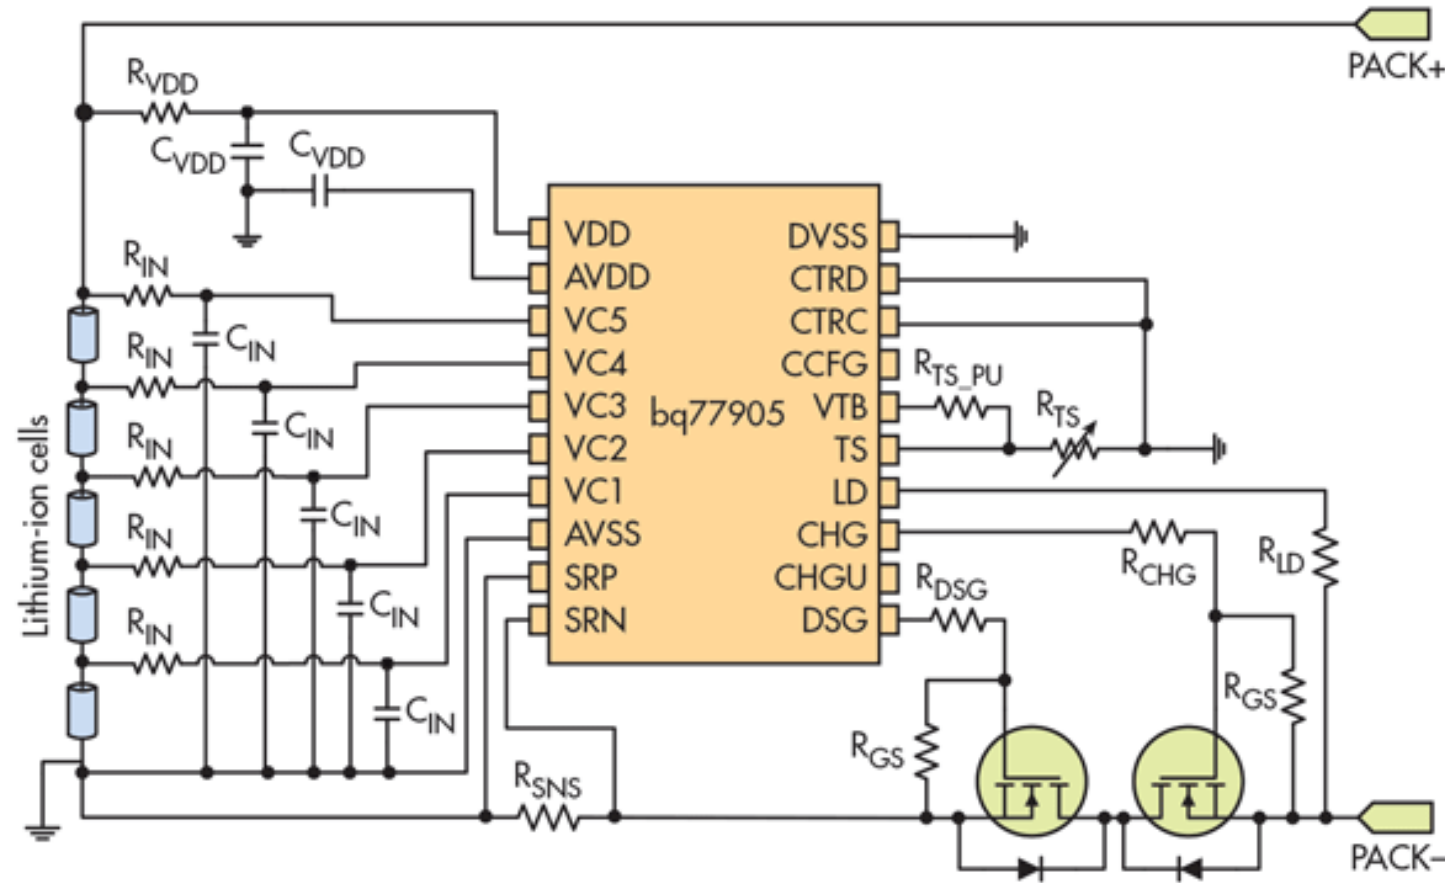 PACK+
RVDD
CVDD
CVDD
RIN
CIN
RIN
CIN
RIN
CIN
RIN
CIN
RIN
CIN
Lithium-ion cells
VDD
AVDD
VC5
VC4
VC3
VC2
VC1
AVSS
SRP
SRN
bq77905
DVSS
CTRD
CTRC
CCFG
VTB
TS
LD
CHG
CHGU
DSG
RTS_PU
RTS
RLD
RCHG
RDSG
RGS
RGS
RSNS
PACK–